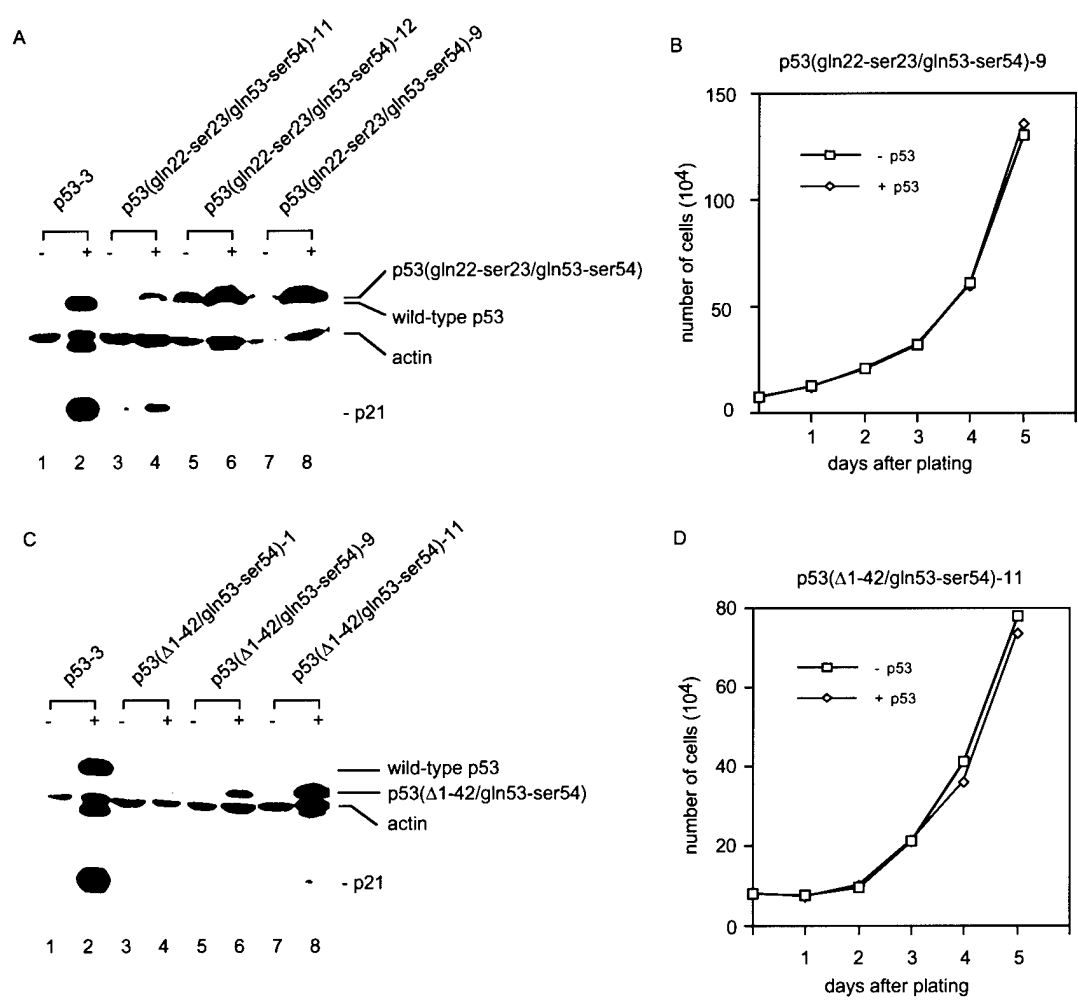 A
p53-3
p53(gln22-ser23/gln53-ser54)-11
p53(gln22-ser23/gln53-ser54)-12
p53(gln22-ser23/gln53-ser54)-9
- + - + - + - +
p53(gln22-ser23/gln53-ser54)
wild-type p53
actin
- p21
1 2 3 4 5 6 7 8
B
p53(gln22-ser23/gln53-ser54)-9
number of cells (10⁴)
150
100
50
0
- p53
+ p53
1 2 3 4 5
days after plating
C
p53-3
p53(Δ1-42/gln53-ser54)-1
p53(Δ1-42/gln53-ser54)-9
p53(Δ1-42/gln53-ser54)-11
- + - + - + - +
wild-type p53
p53(Δ1-42/gln53-ser54)
actin
- p21
1 2 3 4 5 6 7 8
D
p53(Δ1-42/gln53-ser54)-11
number of cells (10⁴)
80
60
40
20
0
- p53
+ p53
1 2 3 4 5
days after plating